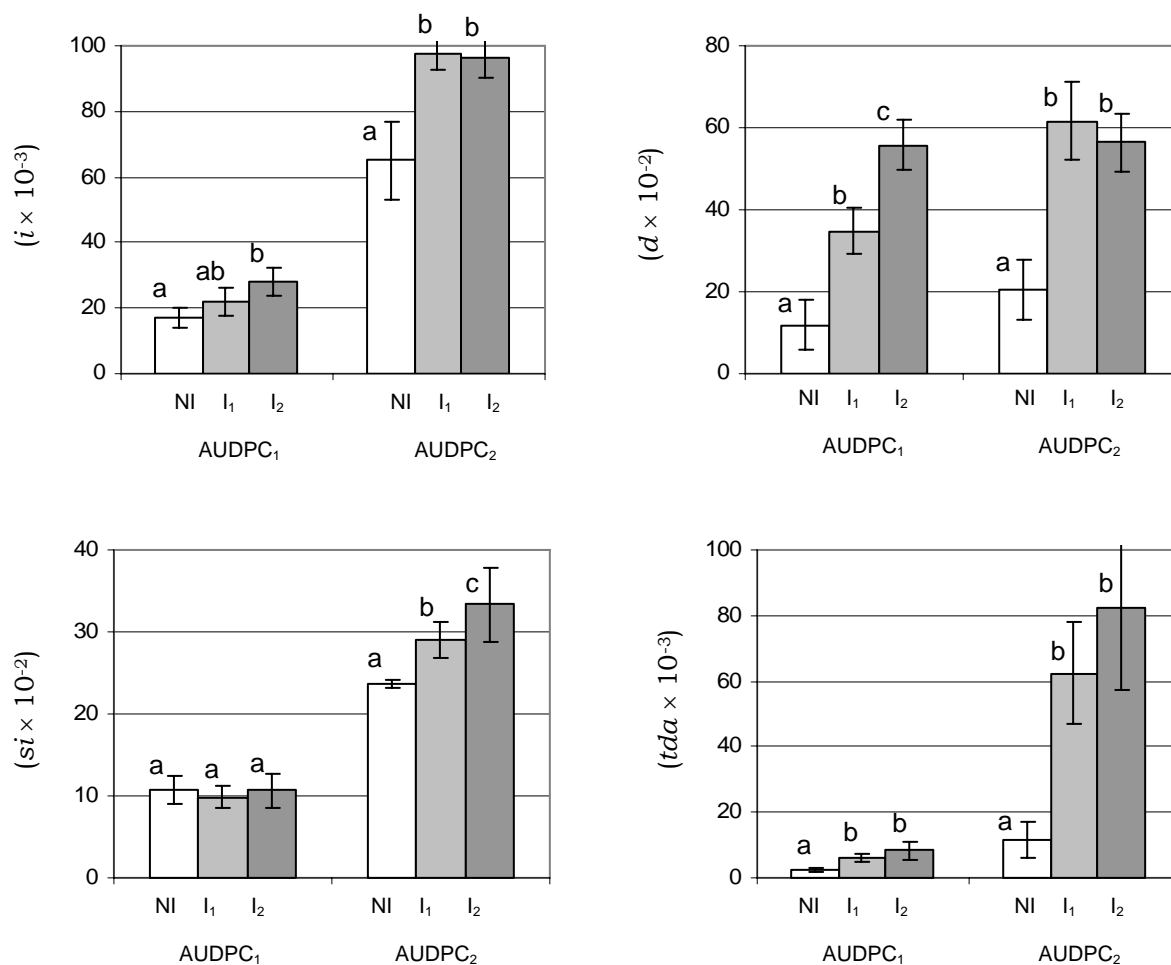 (i × 10⁻³)
100
80
60
40
20
0
a
ab
b
a
b
b
NI I₁ I₂ NI I₁ I₂
AUDPC₁ AUDPC₂
(d × 10⁻²)
80
60
40
20
0
a
b
c
a
b
b
NI I₁ I₂ NI I₁ I₂
AUDPC₁ AUDPC₂
(si × 10⁻²)
40
30
20
10
0
a
a
a
a
b
c
NI I₁ I₂ NI I₁ I₂
AUDPC₁ AUDPC₂
(tda × 10⁻³)
100
80
60
40
20
0
a
b
b
a
b
b
NI I₁ I₂ NI I₁ I₂
AUDPC₁ AUDPC₂